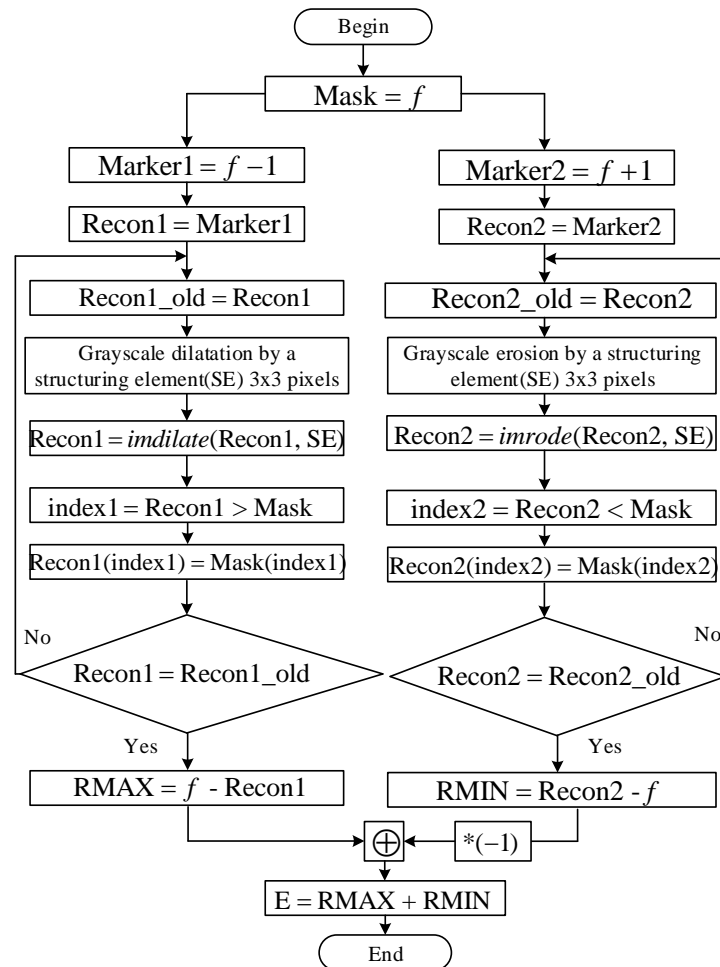 Begin
Mask = f
Marker1 = f −1
Recon1 = Marker1
Recon1_old = Recon1
Grayscale dilatation by a
structuring element(SE) 3x3 pixels
Recon1 = imdilate(Recon1, SE)
index1 = Recon1 > Mask
Recon1(index1) = Mask(index1)
No
Recon1 = Recon1_old
Yes
RMAX = f - Recon1
Marker2 = f +1
Recon2 = Marker2
Recon2_old = Recon2
Grayscale erosion by a structuring
element(SE) 3x3 pixels
Recon2 = imrode(Recon2, SE)
index2 = Recon2 < Mask
Recon2(index2) = Mask(index2)
No
Recon2 = Recon2_old
Yes
RMIN = Recon2 - f
⊕
*(−1)
E = RMAX + RMIN
End